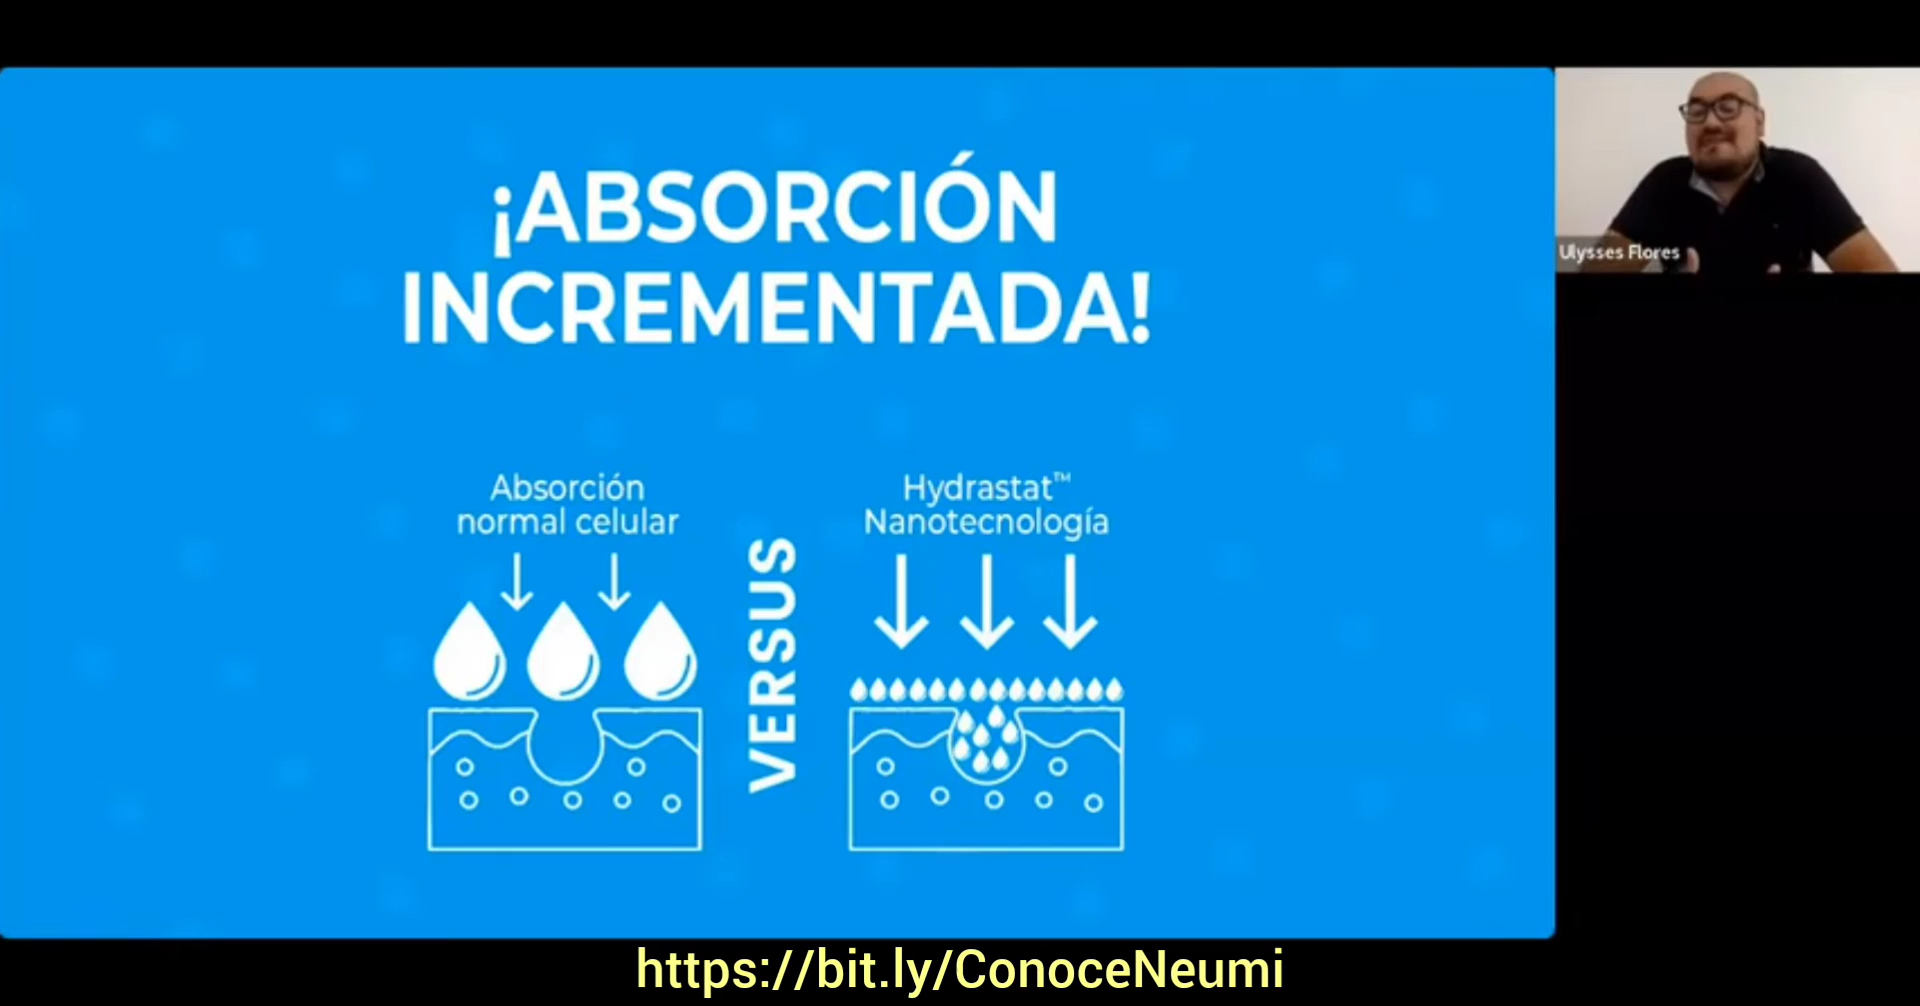 ¡ABSORCIÓN
INCREMENTADA!
Absorción
normal celular
VERSUS
Hydrastat™
Nanotecnología
Ulysses Flores
https://bit.ly/ConoceNeumi